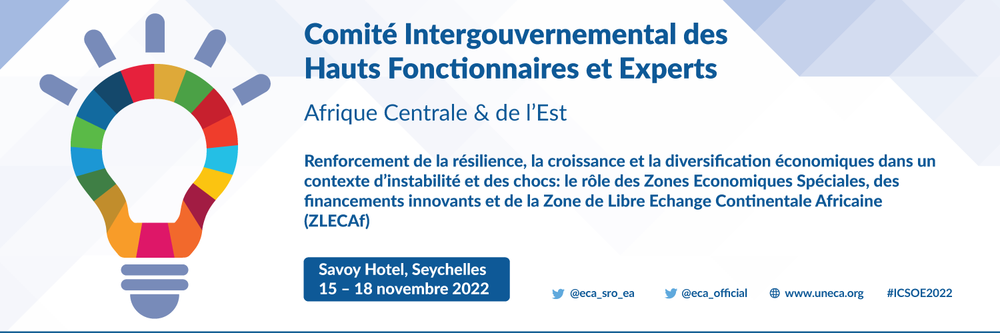 Comité Intergouvernemental des
Hauts Fonctionnaires et Experts
Afrique Centrale & de l’Est
Renforcement de la résilience, la croissance et la diversification économiques dans un
contexte d’instabilité et des chocs: le rôle des Zones Economiques Spéciales, des
financements innovants et de la Zone de Libre Echange Continentale Africaine
(ZLECAf)
Savoy Hotel, Seychelles
15 – 18 novembre 2022
@eca_sro_ea @eca_official www.uneca.org #ICSOE2022